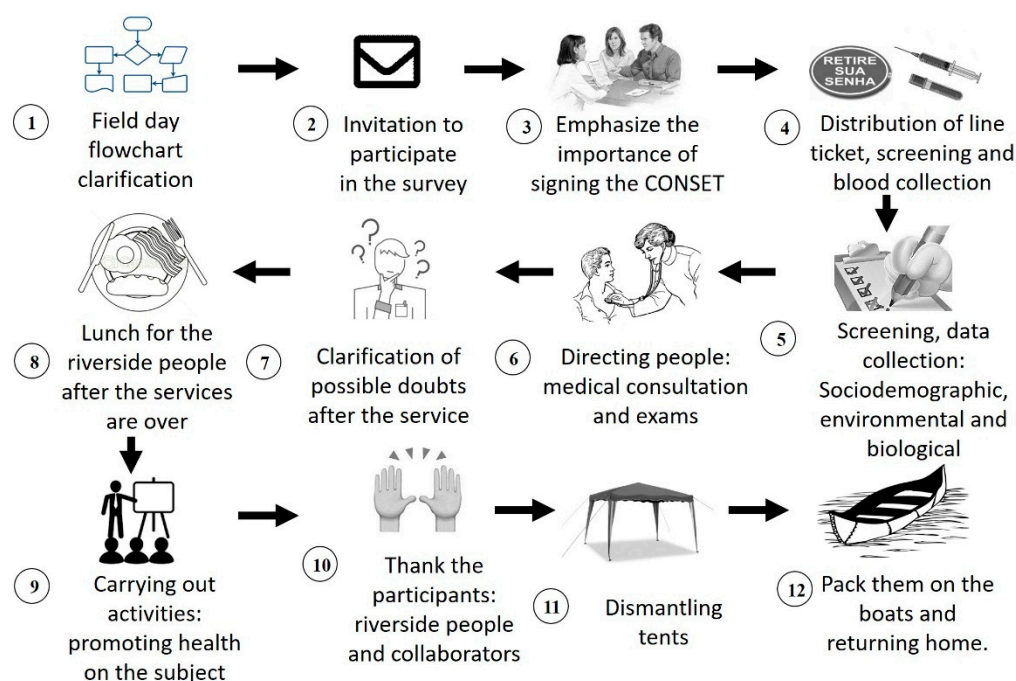 1
Field day
flowchart
clarification
2
Invitation to
participate
in the survey
3
Emphasize the
importance of
signing the CONSET
RETIRE
SUA
SENHA
4
Distribution of line
ticket, screening and
blood collection
5
Screening, data
collection:
Sociodemographic,
environmental and
biological
6
Directing people:
medical consultation
and exams
7
Clarification of
possible doubts
after the service
8
Lunch for the
riverside people
after the services
are over
9
Carrying out
activities:
promoting health
on the subject
10
Thank the
participants:
riverside people
and collaborators
11
Dismantling
tents
12
Pack them on the
boats and
returning home.